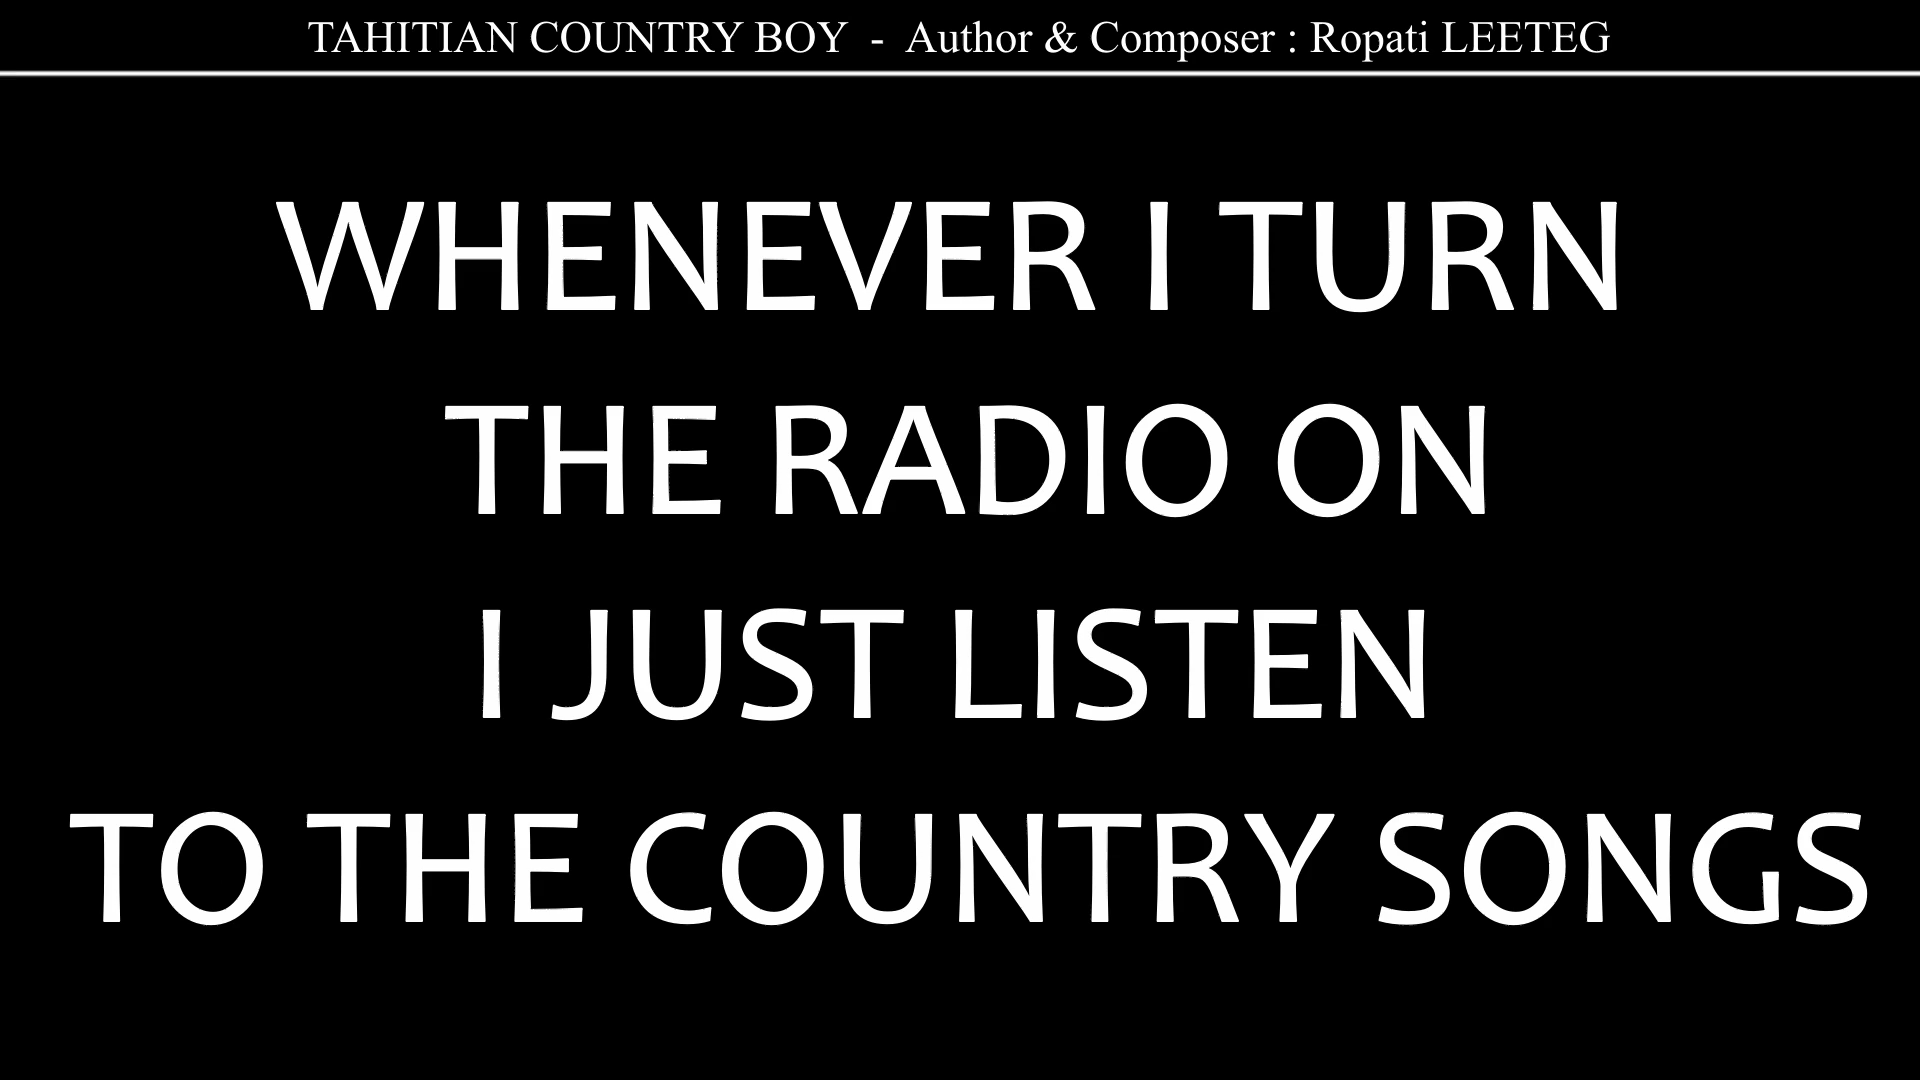 TAHITIAN COUNTRY BOY - Author & Composer : Ropati LEETEG
WHENEVER I TURN
THE RADIO ON
I JUST LISTEN
TO THE COUNTRY SONGS